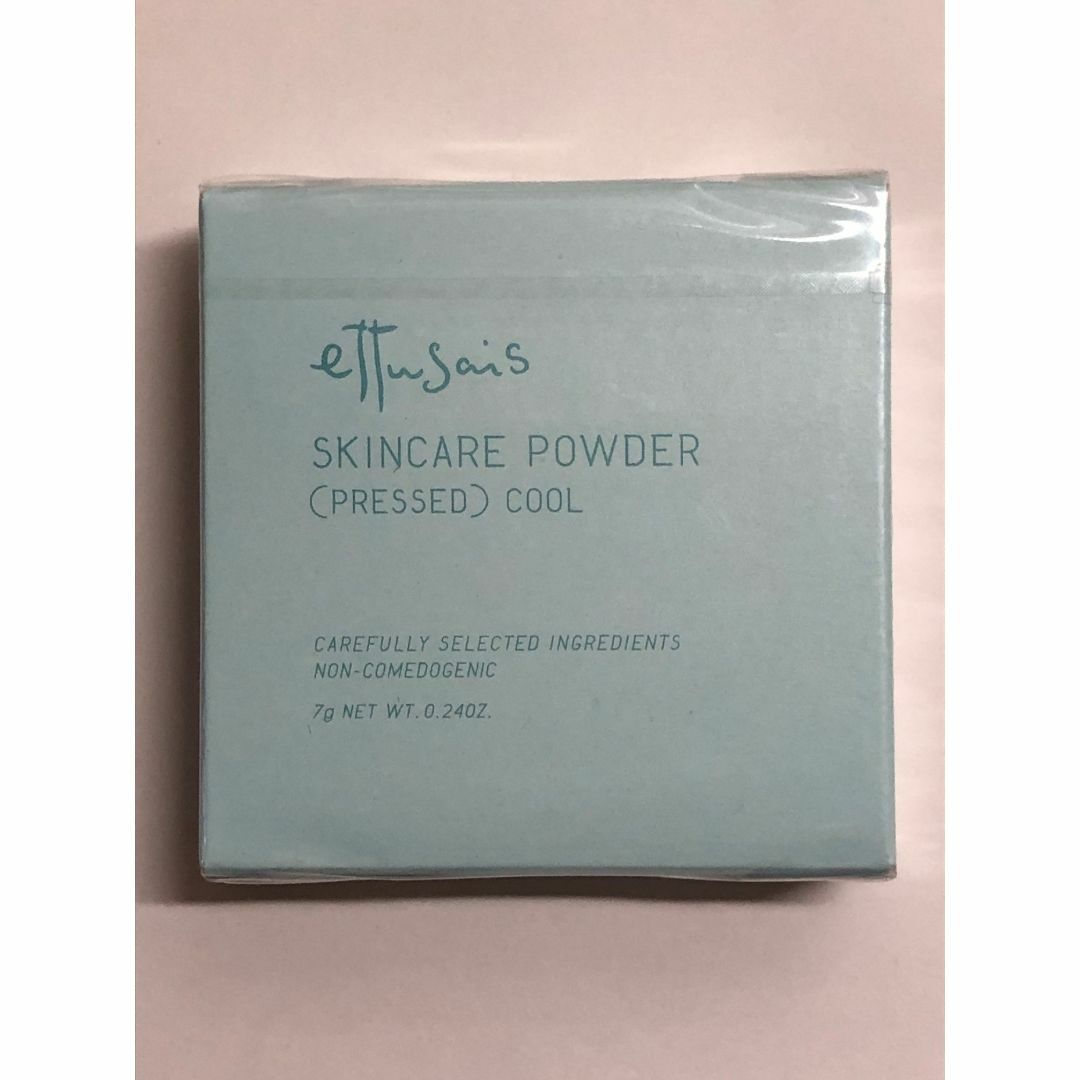 ettusais
SKINCARE POWDER
(PRESSED) COOL
CAREFULLY SELECTED INGREDIENTS
NON-COMEDOGENIC
7g NET WT. 0.24OZ.